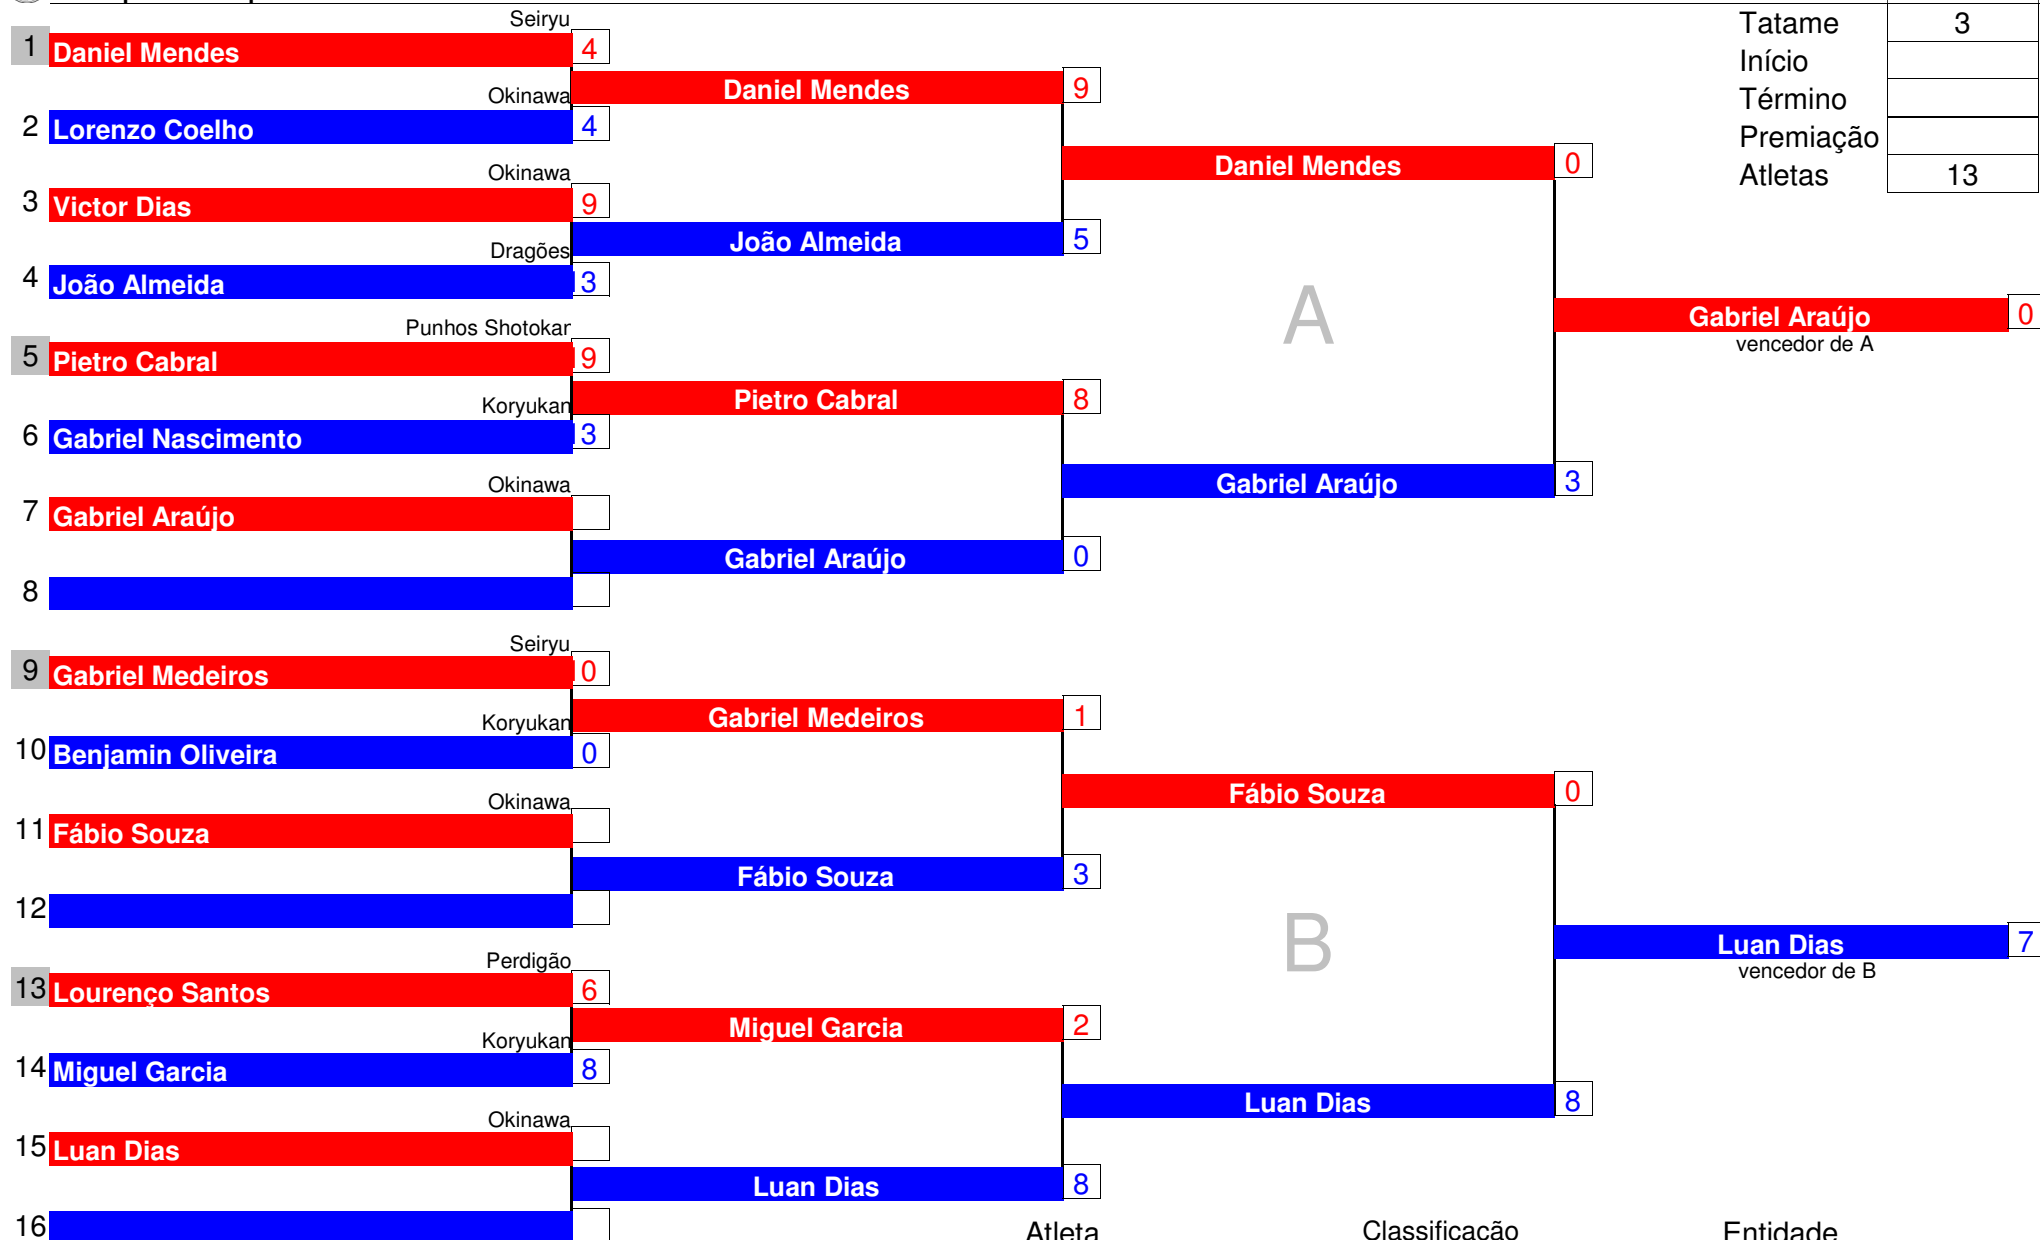 Seiryu
1 Daniel Mendes 4
Okinawa
2 Lorenzo Coelho 4
Okinawa
3 Victor Dias 9
Dragões
4 João Almeida 13
Punhos Shotokan
5 Pietro Cabral 19
Koryukan
6 Gabriel Nascimento 13
Okinawa
7 Gabriel Araújo
8
Seiryu
9 Gabriel Medeiros 10
Koryukan
10 Benjamin Oliveira 0
Okinawa
11 Fábio Souza
12
Perdigão
13 Lourenço Santos 6
Koryukan
14 Miguel Garcia 8
Okinawa
15 Luan Dias
16
Daniel Mendes 9
João Almeida 5
Pietro Cabral 8
Gabriel Araújo 0
Gabriel Medeiros 1
Fábio Souza 3
Miguel Garcia 2
Luan Dias 8
Daniel Mendes 0
A
Gabriel Araújo 3
Fábio Souza 0
B
Luan Dias 8
Gabriel Araújo 0
vencedor de A
Luan Dias 7
vencedor de B
Tatame 3
Início
Término
Premiação
Atletas 13
Atleta Classificação Entidade